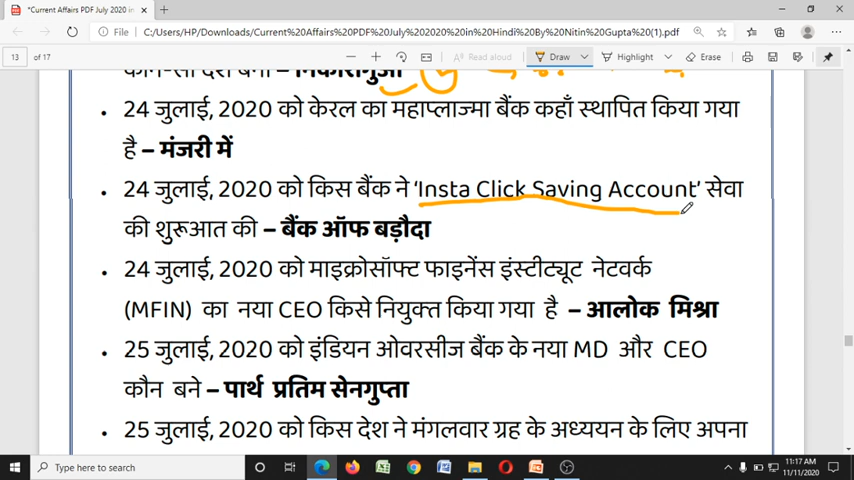 *Current Affairs PDF July 2020 in
File
C:/Users/HP/Downloads/Current%20Affairs%20PDF%20July%202020%20in%20Hindi%20By%20Nitin%20Gupta%20(1).pdf
13 of 17
Read aloud
Draw
Highlight
Erase
कौन-सा देश बना – निकारागुआ
• 24 जुलाई, 2020 को केरल का महाप्लाज्मा बैंक कहाँ स्थापित किया गया
है – मंजरी में
• 24 जुलाई, 2020 को किस बैंक ने ‘Insta Click Saving Account’ सेवा
की शुरूआत की – बैंक ऑफ बड़ौदा
• 24 जुलाई, 2020 को माइक्रोसॉफ्ट फाइनेंस इंस्टीट्यूट नेटवर्क
(MFIN) का नया CEO किसे नियुक्त किया गया है – आलोक मिश्रा
• 25 जुलाई, 2020 को इंडियन ओवरसीज बैंक के नया MD और CEO
कौन बने – पार्थ प्रतिम सेनगुप्ता
• 25 जुलाई, 2020 को किस देश ने मंगलवार ग्रह के अध्ययन के लिए अपना
Type here to search
11:17 AM
11/11/2020